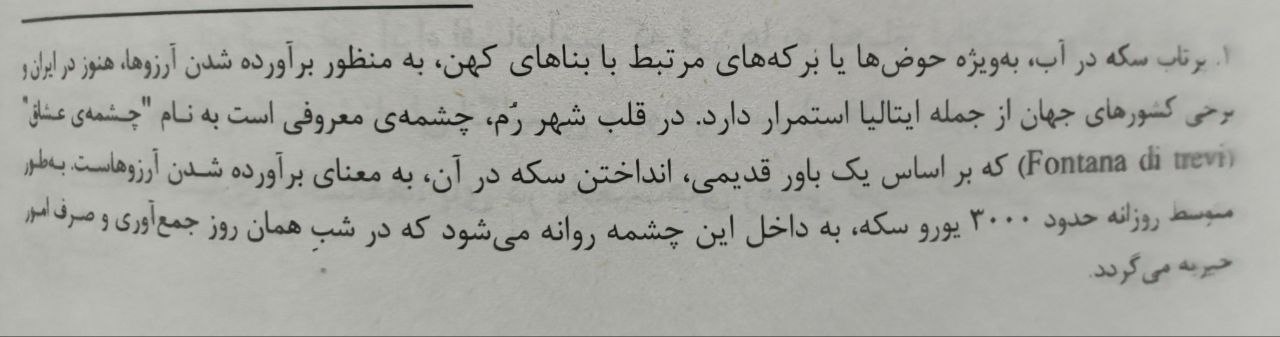 ۱. پرتاب سکه در آب، به‌ویژه حوض‌ها یا بَرکه‌های مرتبط با بناهای کهن، به منظور برآورده شدن آرزوها، هنوز در ایران و
برخی کشورهای جهان از جمله ایتالیا استمرار دارد. در قلب شهر رُم، چشمه‌ی معروفی است به نام "چشمه‌ی عشاق"
(Fontana di trevi) که بر اساس یک باور قدیمی، انداختن سکه در آن، به معنای برآورده شدن آرزوهاست. به‌طور
متوسط روزانه حدود ۳۰۰۰ یورو سکه، به داخل این چشمه روانه می‌شود که در شبِ همان روز جمع‌آوری و صرف امور
خیریه می‌گردد.